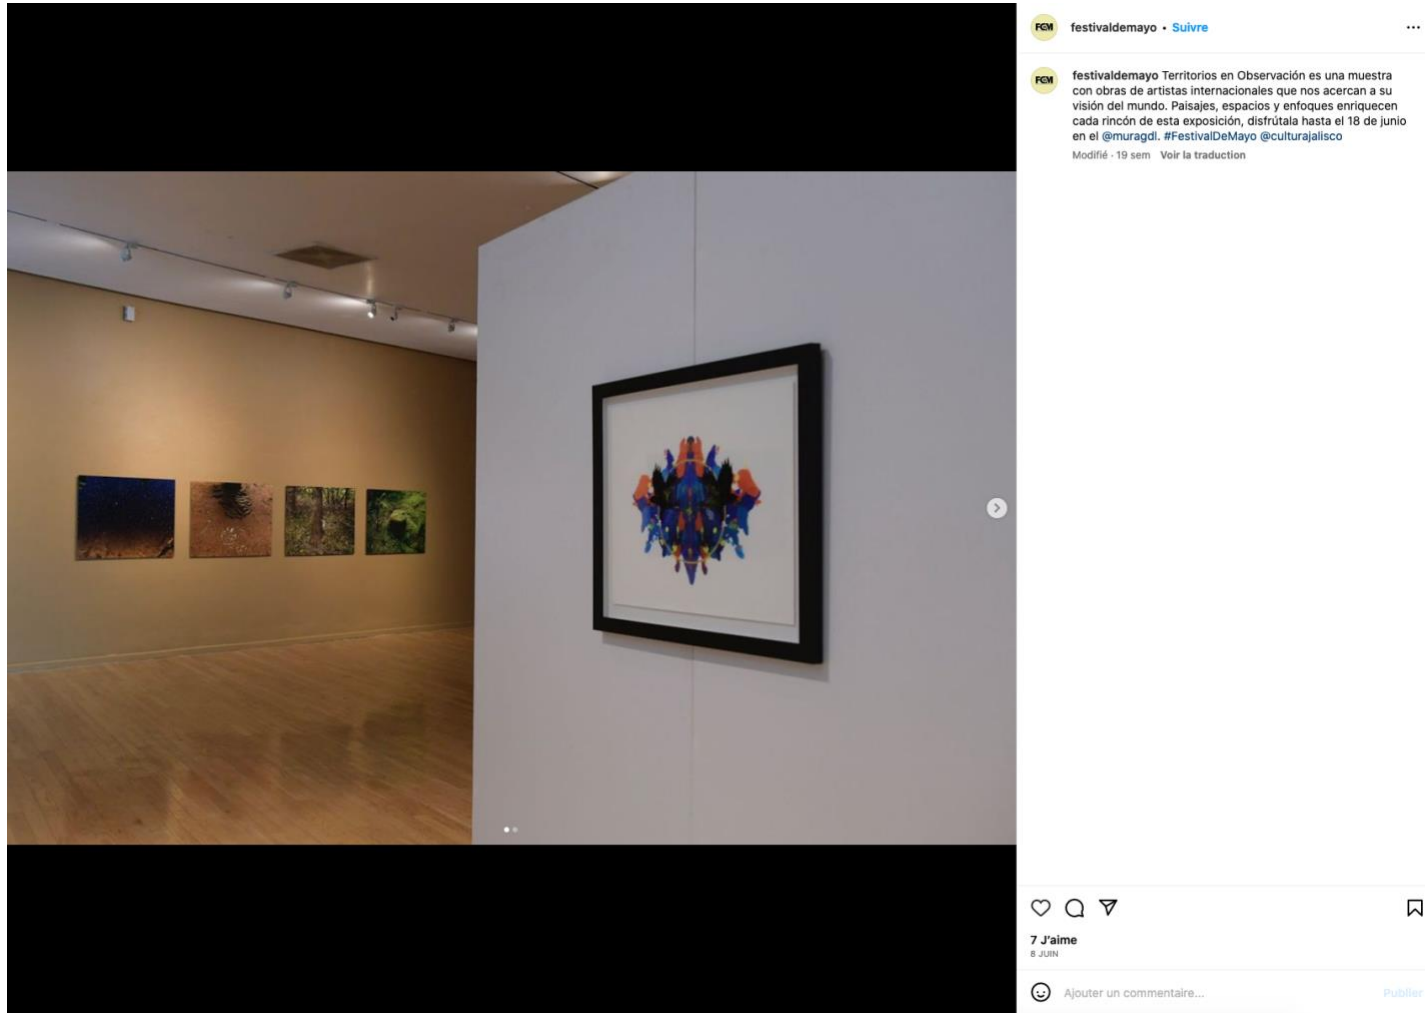 FCM
festivaldemayo • Suivre
FCM
festivaldemayo Territorios en Observación es una muestra
con obras de artistas internacionales que nos acercan a su
visión del mundo. Paisajes, espacios y enfoques enriquecen
cada rincón de esta exposición, disfrútala hasta el 18 de junio
en el @muragdl. #FestivalDeMayo @culturajalisco
Modifié · 19 sem Voir la traduction
7 J’aime
8 JUIN
Ajouter un commentaire... Publier